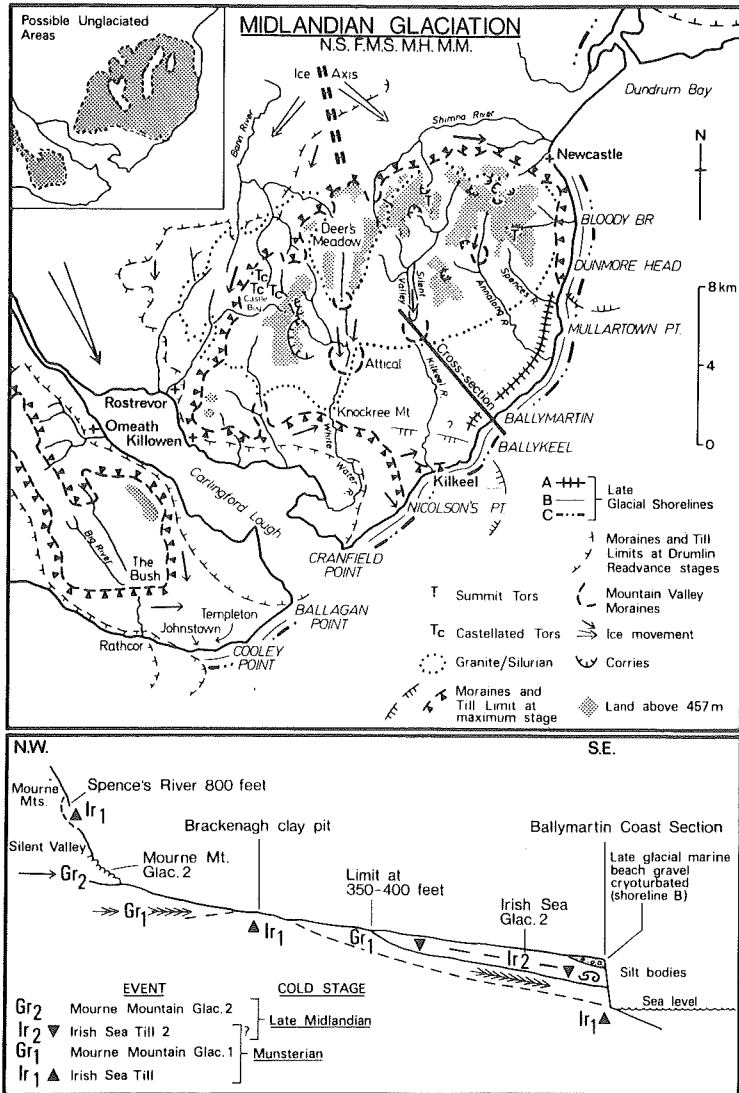 Possible Unglaciated
Areas
MIDLANDIAN GLACIATION
N.S. F.M.S. M.H. M.M.
Ice Axis
Bann River
Shimna River
Dundrum Bay
N
Newcastle
BLOODY BR
DUNMORE HEAD
MULLARTOWN PT.
Deer's
Meadow
T
T
Tc
Tc Tc
Castle
Bog
Silent
Valley
Spences R.
Annalong R.
8 km
4
0
Attical
Cross-section
Kilkeel R.
Rostrevor
Omeath
Killowen
Knockree Mt
White
Water R.
BALLYMARTIN
BALLYKEEL
Kilkeel
NICOLSON'S PT.
Carlingford Lough
CRANFIELD
POINT
Big River
The
Bush
Templeton
Johnstown
Rathcor
BALLAGAN
POINT
COOLEY
POINT
A
B
C
Late
Glacial Shorelines
Moraines and Till
Limits at Drumlin
Readvance stages
T Summit Tors
Mountain Valley
Moraines
Tc Castellated Tors
Ice movement
Granite/Silurian
Corries
Moraines and
Till Limit at
maximum stage
Land above 457m
N.W.
S.E.
Mourne
Mts.
Spence's River 800 feet
Ir1
Silent Valley
Brackenagh clay pit
Ballymartin Coast Section
Mourne Mt.
Glac. 2
Gr2
Limit at
350-400 feet
Late glacial marine
beach gravel
cryoturbated
(shoreline B)
Irish Sea
Glac. 2
Gr1
Ir1
Gr1
Ir2
Silt bodies
Sea level
Ir1
EVENT COLD STAGE
Gr2 Mourne Mountain Glac. 2
Late Midlandian
Ir2 Irish Sea Till 2
?
Gr1 Mourne Mountain Glac. 1
Munsterian
Ir1 Irish Sea Till